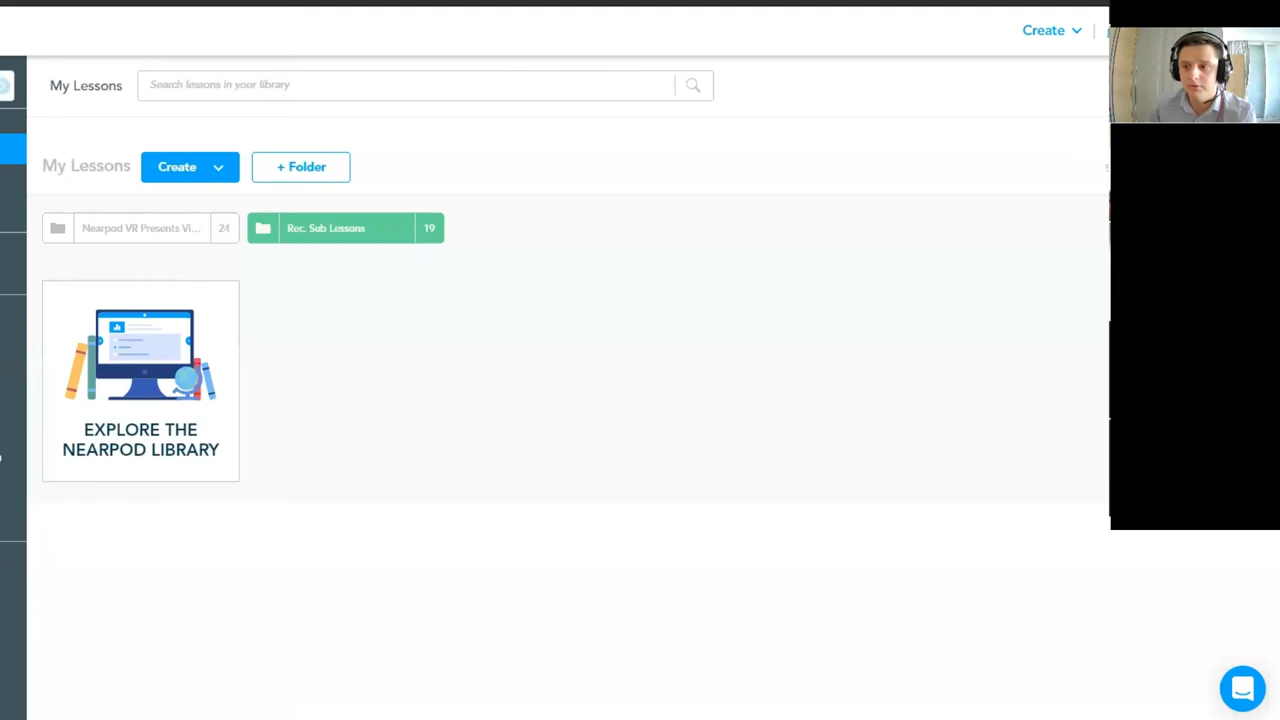 Create
My Lessons
Search lessons in your library
My Lessons
Create
+ Folder
Nearpod VR Presents Vi... 24
Rec. Sub Lessons 19
EXPLORE THE
NEARPOD LIBRARY